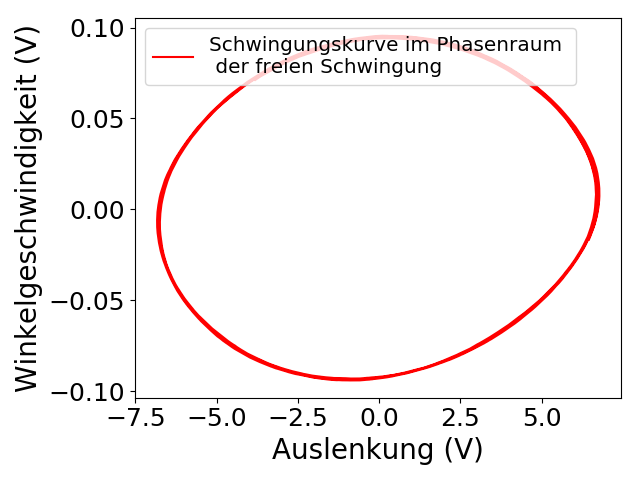 Schwingungskurve im Phasenraum
der freien Schwingung
Winkelgeschwindigkeit (V)
0.10
0.05
0.00
−0.05
−0.10
−7.5 −5.0 −2.5 0.0 2.5 5.0
Auslenkung (V)